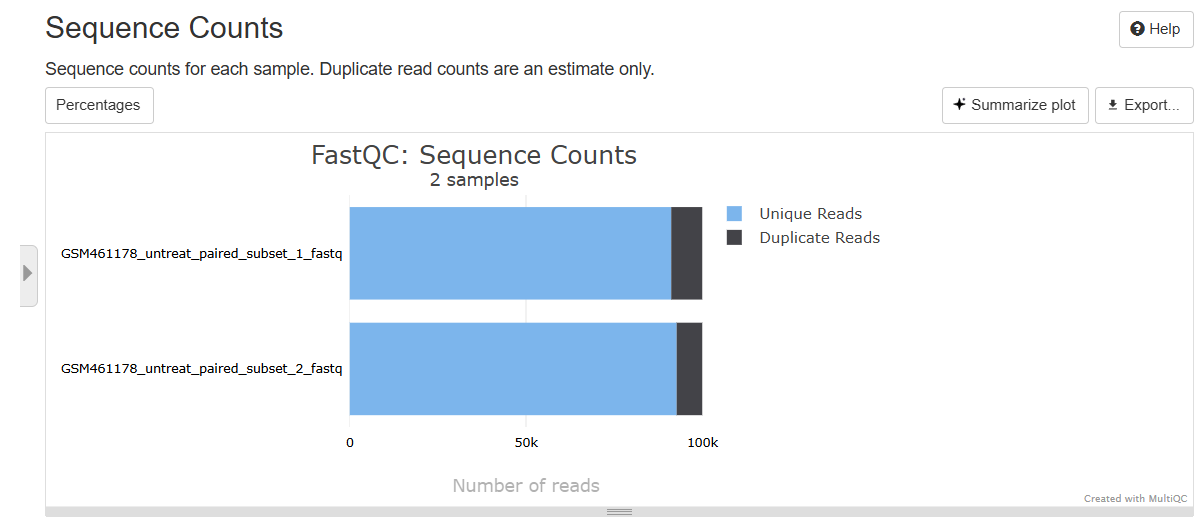 Sequence Counts
Help
Sequence counts for each sample. Duplicate read counts are an estimate only.
Percentages
Summarize plot
Export...
FastQC: Sequence Counts
2 samples
Unique Reads
Duplicate Reads
GSM461178_untreat_paired_subset_1_fastq
GSM461178_untreat_paired_subset_2_fastq
0 50k 100k
Number of reads
Created with MultiQC